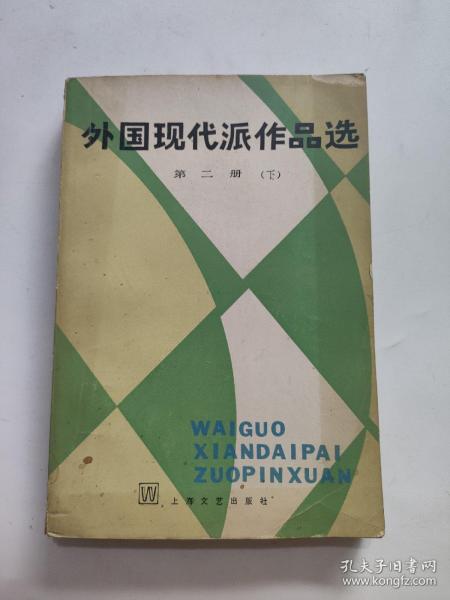 外国现代派作品选
第二册(下)
WAIGUO
XIANDAIPAI
ZUOPINXUAN
W 上海文艺出版社
孔夫子旧书网
www.kongfz.com